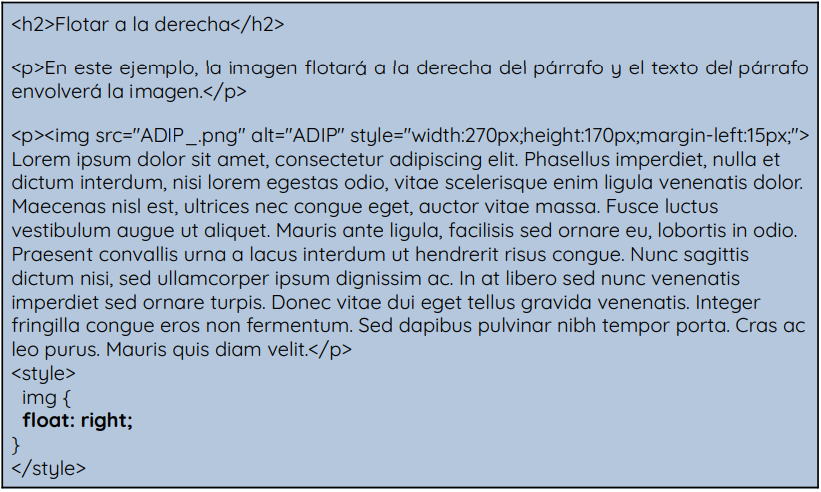 <h2>Flotar a la derecha</h2>
<p>En este ejemplo, la imagen flotará a la derecha del párrafo y el texto del párrafo
envolverá la imagen.</p>
<p><img src="ADIP_.png" alt="ADIP" style="width:270px;height:170px;margin-left:15px;">
Lorem ipsum dolor sit amet, consectetur adipiscing elit. Phasellus imperdiet, nulla et
dictum interdum, nisi lorem egestas odio, vitae scelerisque enim ligula venenatis dolor.
Maecenas nisl est, ultrices nec congue eget, auctor vitae massa. Fusce luctus
vestibulum augue ut aliquet. Mauris ante ligula, facilisis sed ornare eu, lobortis in odio.
Praesent convallis urna a lacus interdum ut hendrerit risus congue. Nunc sagittis
dictum nisi, sed ullamcorper ipsum dignissim ac. In at libero sed nunc venenatis
imperdiet sed ornare turpis. Donec vitae dui eget tellus gravida venenatis. Integer
fringilla congue eros non fermentum. Sed dapibus pulvinar nibh tempor porta. Cras ac
leo purus. Mauris quis diam velit.</p>
<style>
img {
float: right;
}
</style>